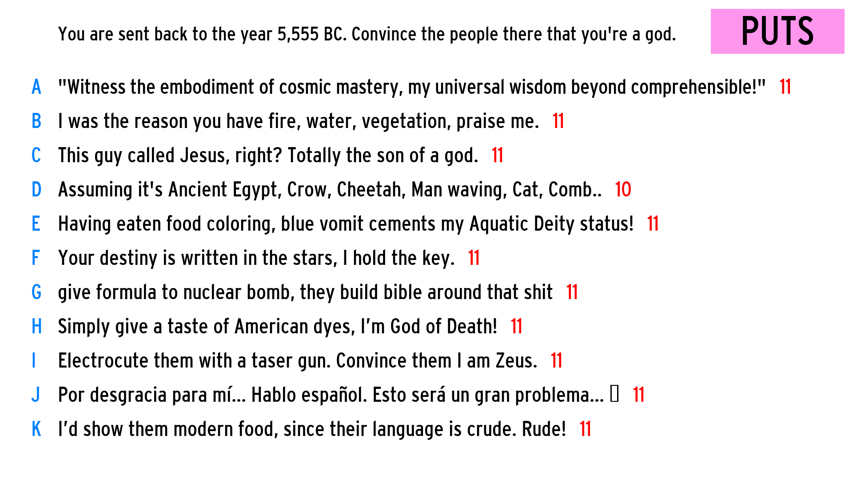 You are sent back to the year 5,555 BC. Convince the people there that you're a god.
PUTS
A "Witness the embodiment of cosmic mastery, my universal wisdom beyond comprehensible!" 11
B I was the reason you have fire, water, vegetation, praise me. 11
C This guy called Jesus, right? Totally the son of a god. 11
D Assuming it's Ancient Egypt, Crow, Cheetah, Man waving, Cat, Comb.. 10
E Having eaten food coloring, blue vomit cements my Aquatic Deity status! 11
F Your destiny is written in the stars, I hold the key. 11
G give formula to nuclear bomb, they build bible around that shit 11
H Simply give a taste of American dyes, I’m God of Death! 11
I Electrocute them with a taser gun. Convince them I am Zeus. 11
J Por desgracia para mí... Hablo español. Esto será un gran problema... 11
K I’d show them modern food, since their language is crude. Rude! 11